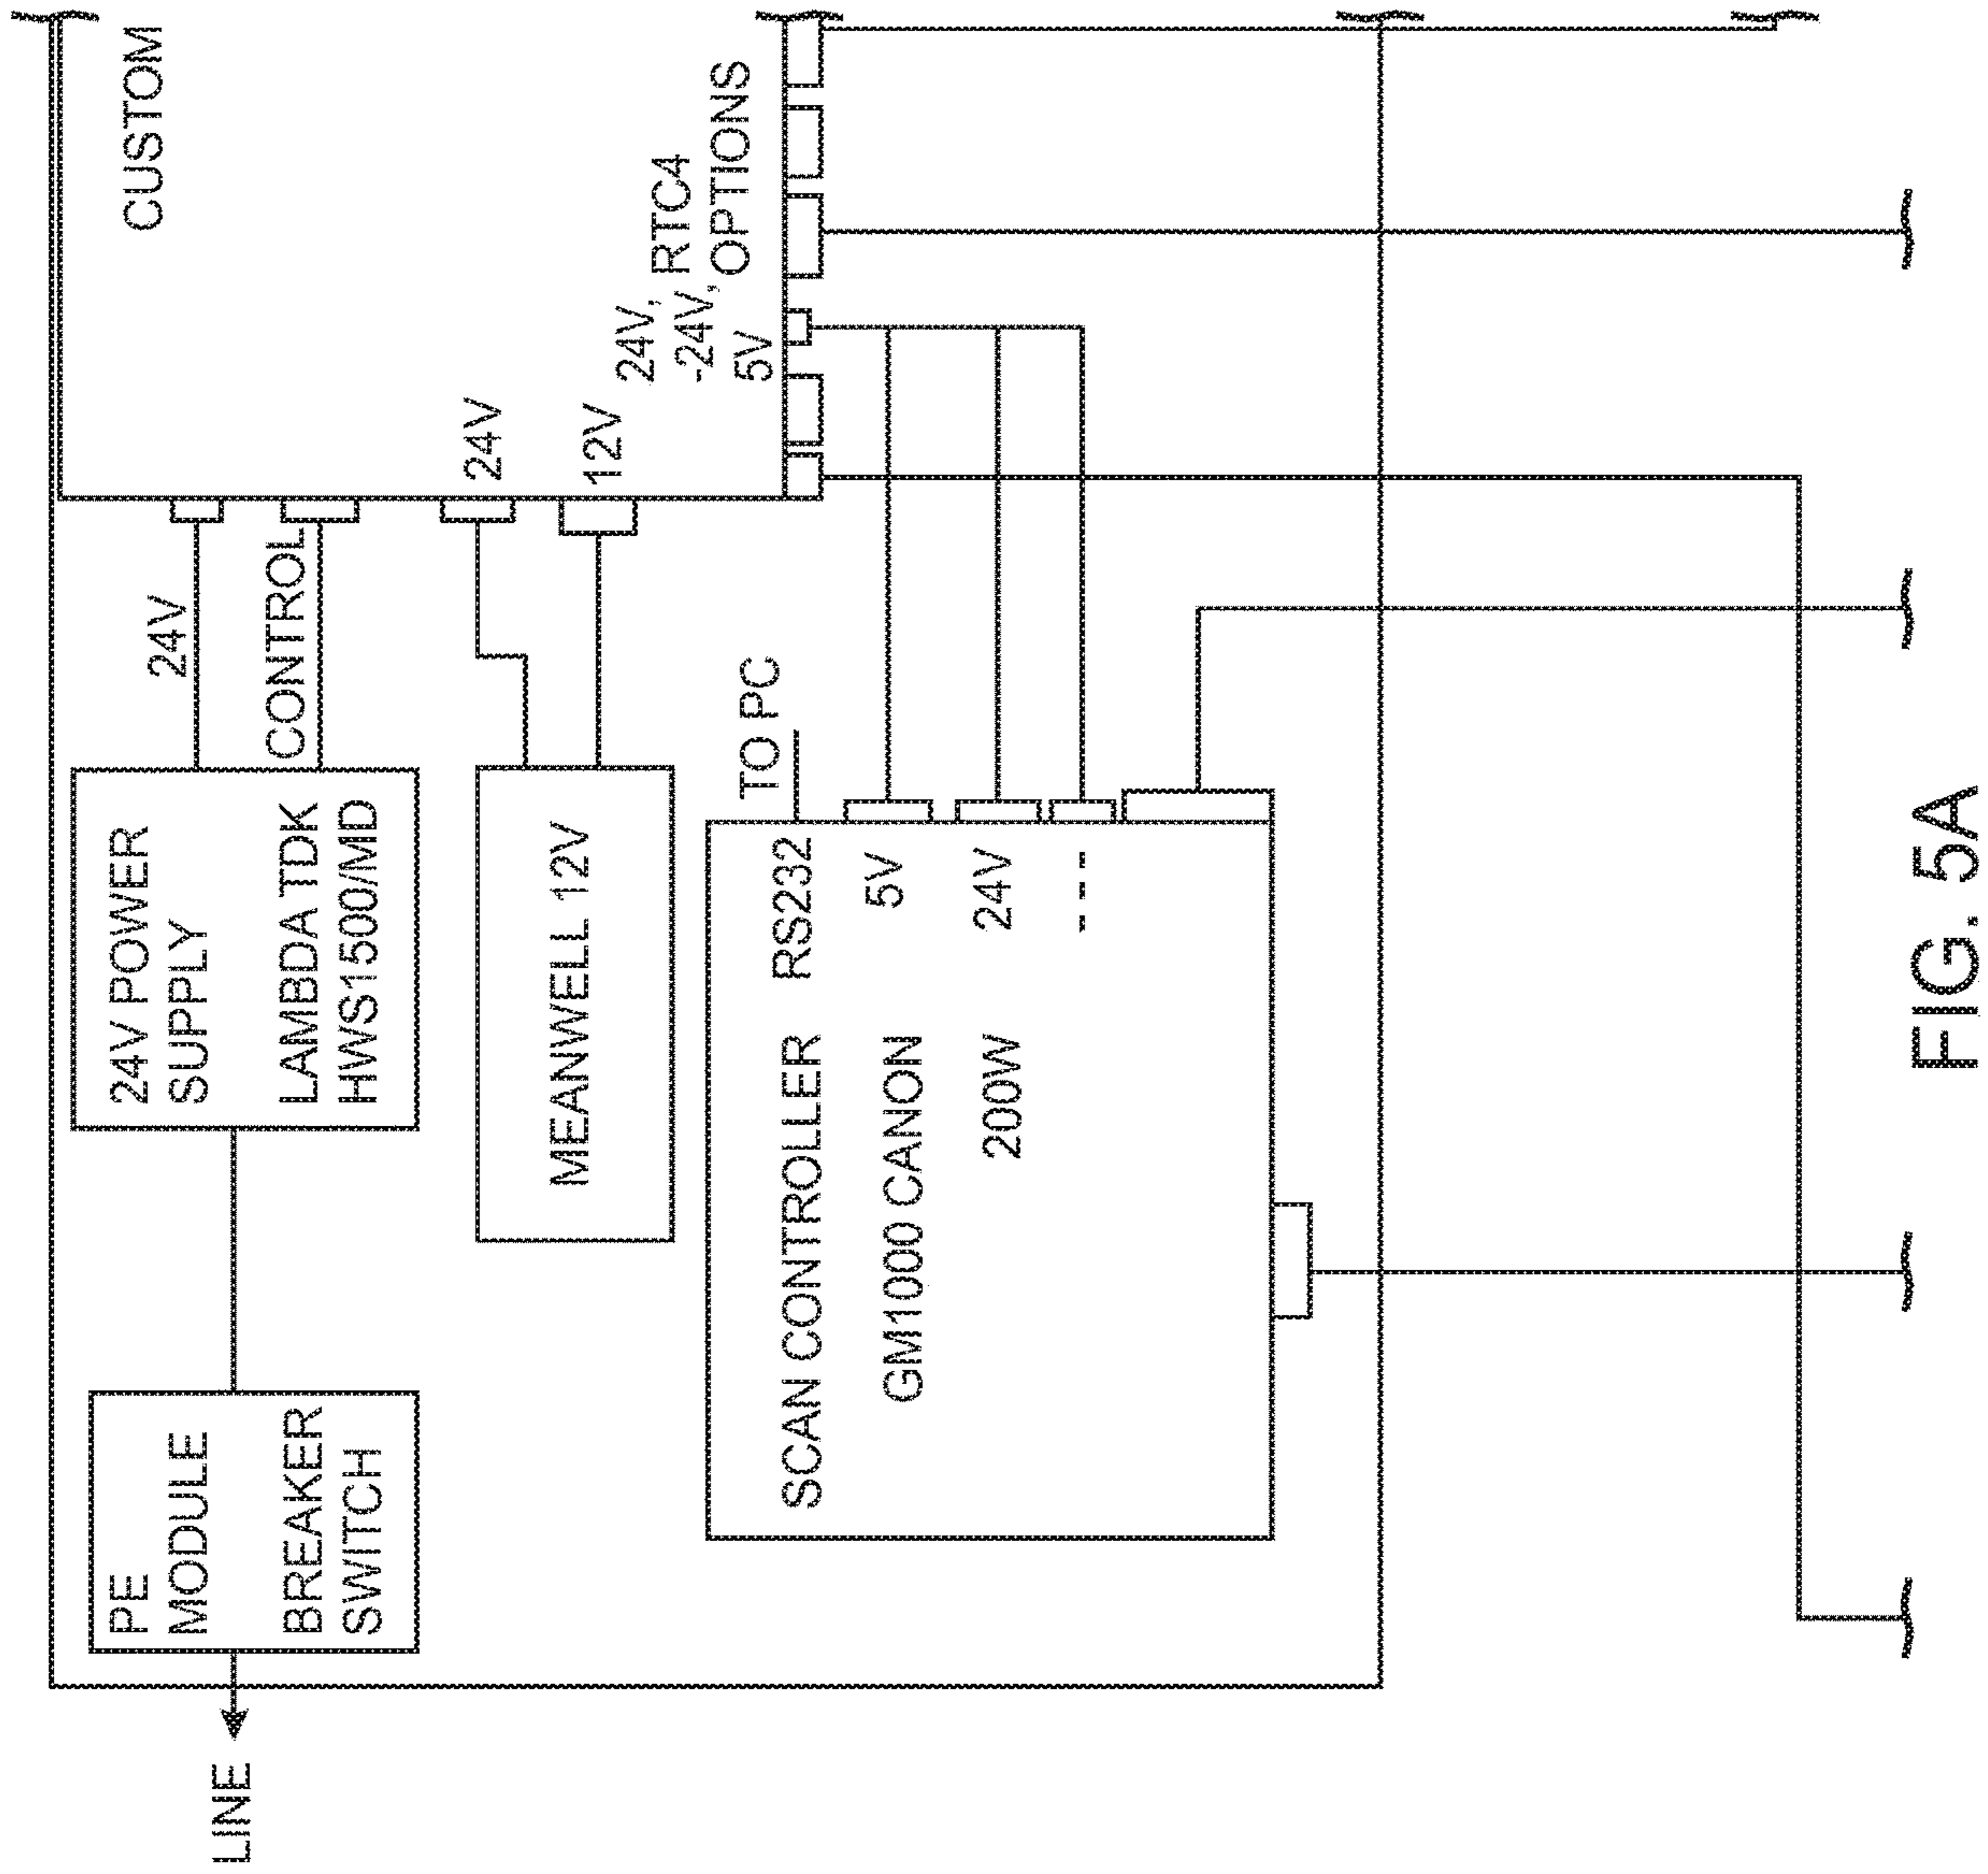 LINE
PE
MODULE
BREAKER
SWITCH
24V POWER
SUPPLY
LAMBDA TDK
HWS1500/MD
24V
CONTROL
CUSTOM
MEANWELL 12V
24V
12V
24V, RTC4
-24V, OPTIONS
5V
SCAN CONTROLLER RS232
TO PC
GM1000 CANON 5V
200W 24V
---
FIG. 5A